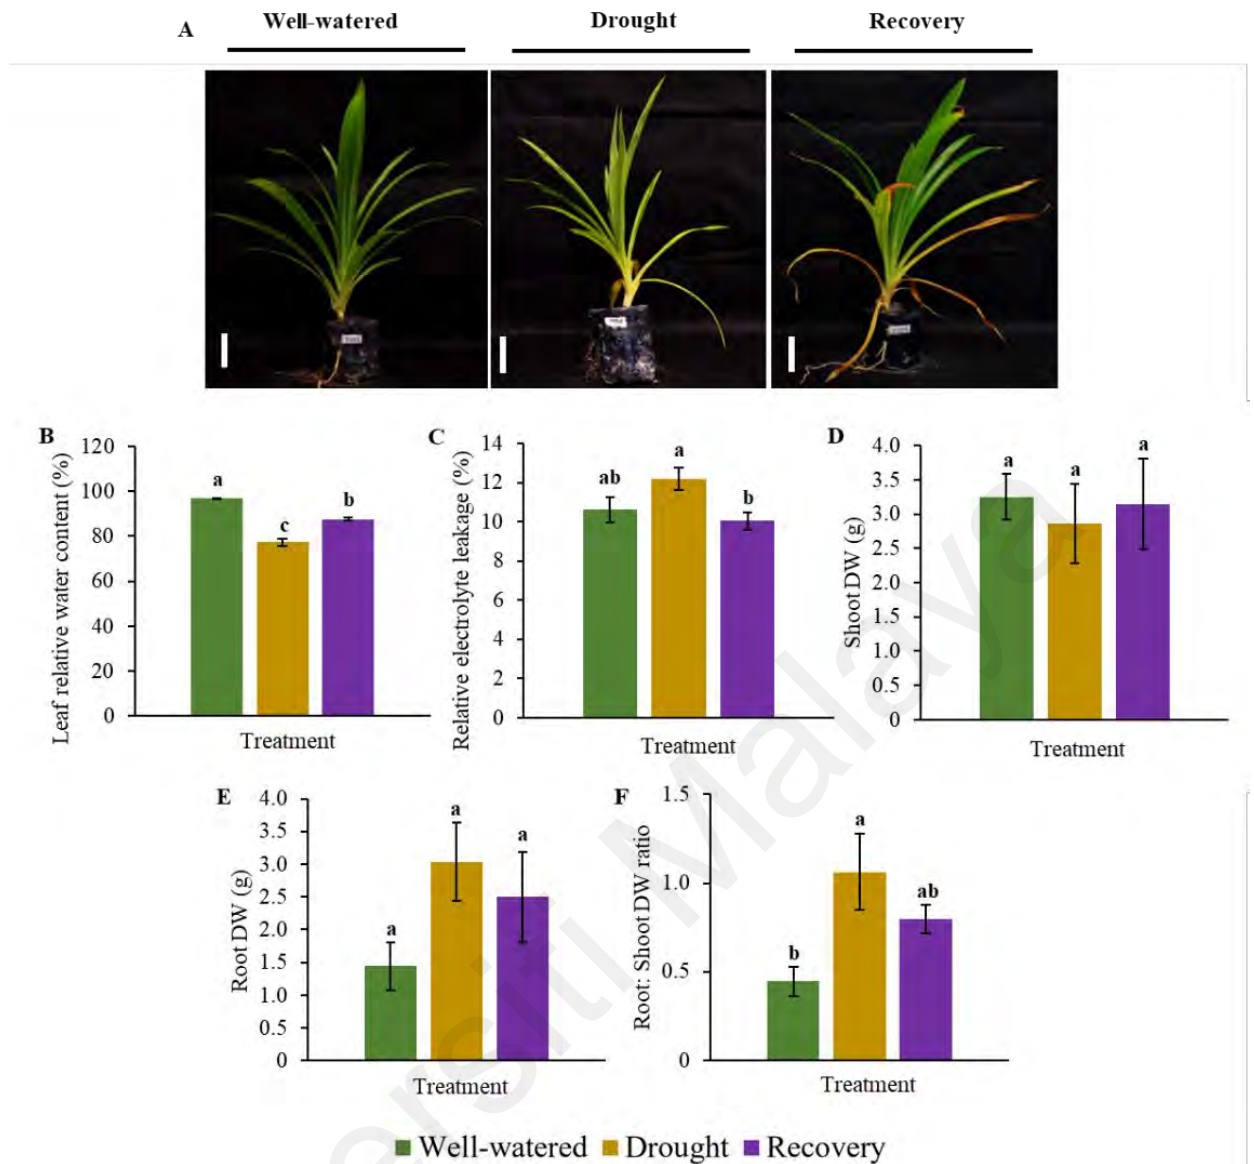 A
Well-watered
Drought
Recovery
B
Leaf relative water content (%)
120
100
80
60
40
20
0
a
c
b
Treatment
C
Relative electrolyte leakage (%)
14
12
10
8
6
4
2
0
ab
a
b
Treatment
D
Shoot DW (g)
4.0
3.5
3.0
2.5
2.0
1.5
1.0
0.5
0
a
a
a
Treatment
E
Root DW (g)
4.0
3.5
3.0
2.5
2.0
1.5
1.0
0.5
0
a
a
a
Treatment
F
Root: Shoot DW ratio
1.5
1.0
0.5
0
b
a
ab
Treatment
Well-watered
Drought
Recovery
ersiti Malaya